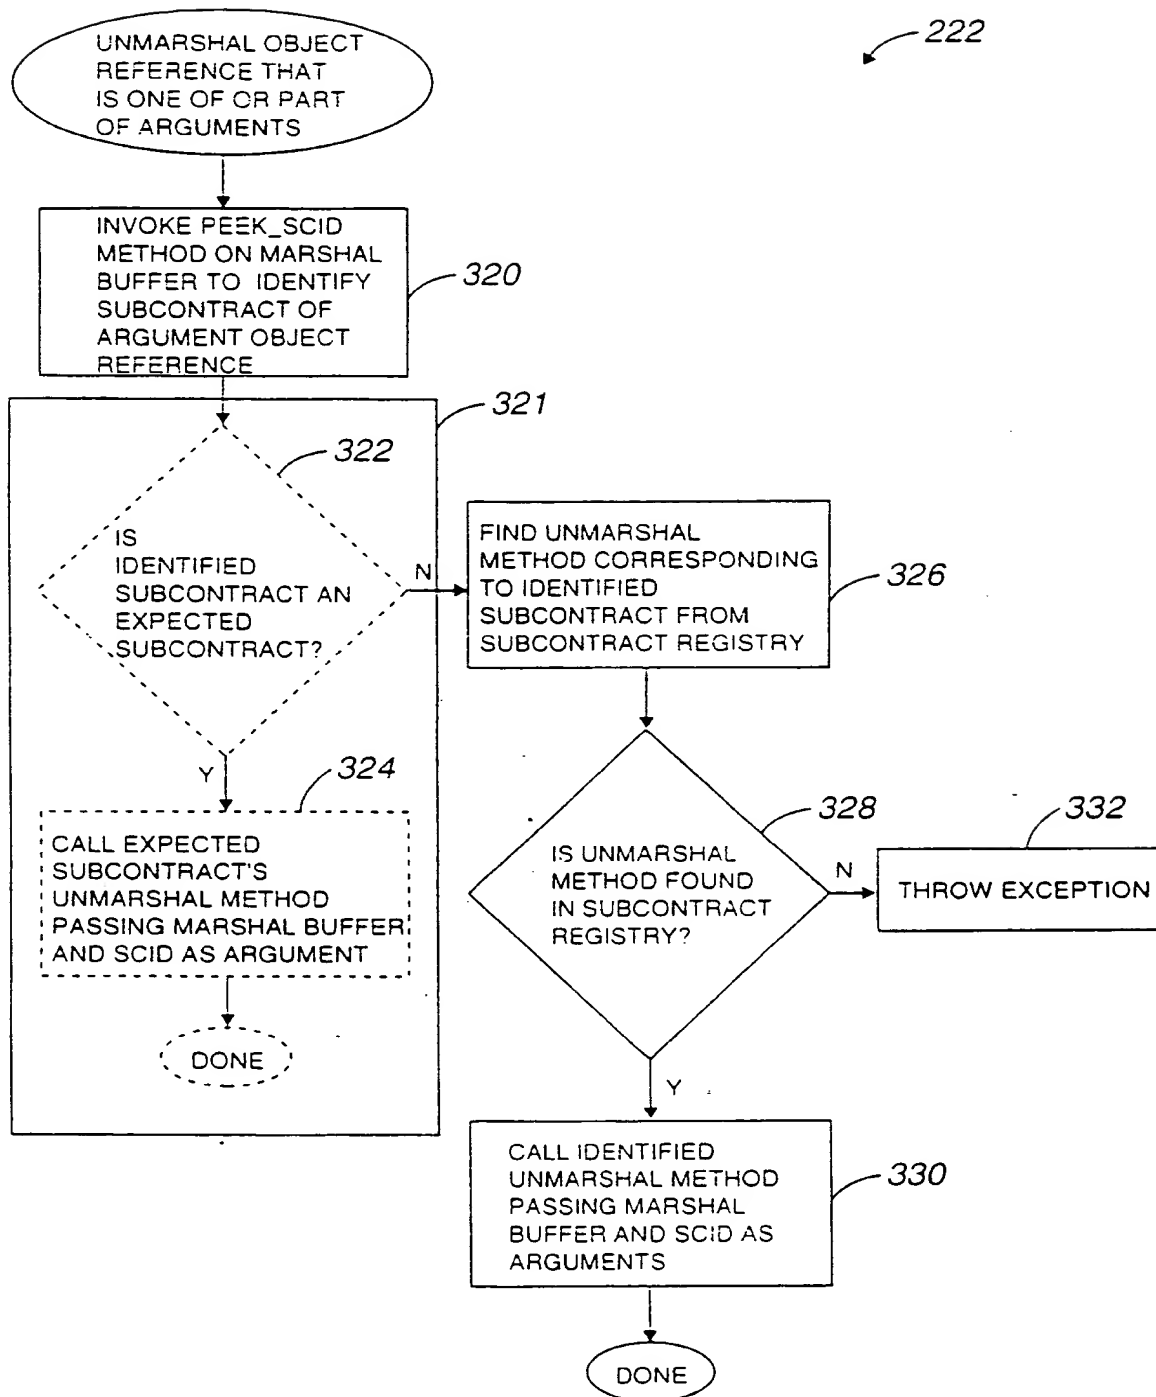 UNMARSHAL OBJECT
REFERENCE THAT
IS ONE OF OR PART
OF ARGUMENTS
222
INVOKE PEEK_SCID
METHOD ON MARSHAL
BUFFER TO IDENTIFY
SUBCONTRACT OF
ARGUMENT OBJECT
REFERENCE
320
321
322
IS
IDENTIFIED
SUBCONTRACT AN
EXPECTED
SUBCONTRACT?
N
FIND UNMARSHAL
METHOD CORRESPONDING
TO IDENTIFIED
SUBCONTRACT FROM
SUBCONTRACT REGISTRY
326
Y
324
CALL EXPECTED
SUBCONTRACT'S
UNMARSHAL METHOD
PASSING MARSHAL BUFFER
AND SCID AS ARGUMENT
DONE
328
IS UNMARSHAL
METHOD FOUND
IN SUBCONTRACT
REGISTRY?
N
332
THROW EXCEPTION
Y
CALL IDENTIFIED
UNMARSHAL METHOD
PASSING MARSHAL
BUFFER AND SCID AS
ARGUMENTS
330
DONE